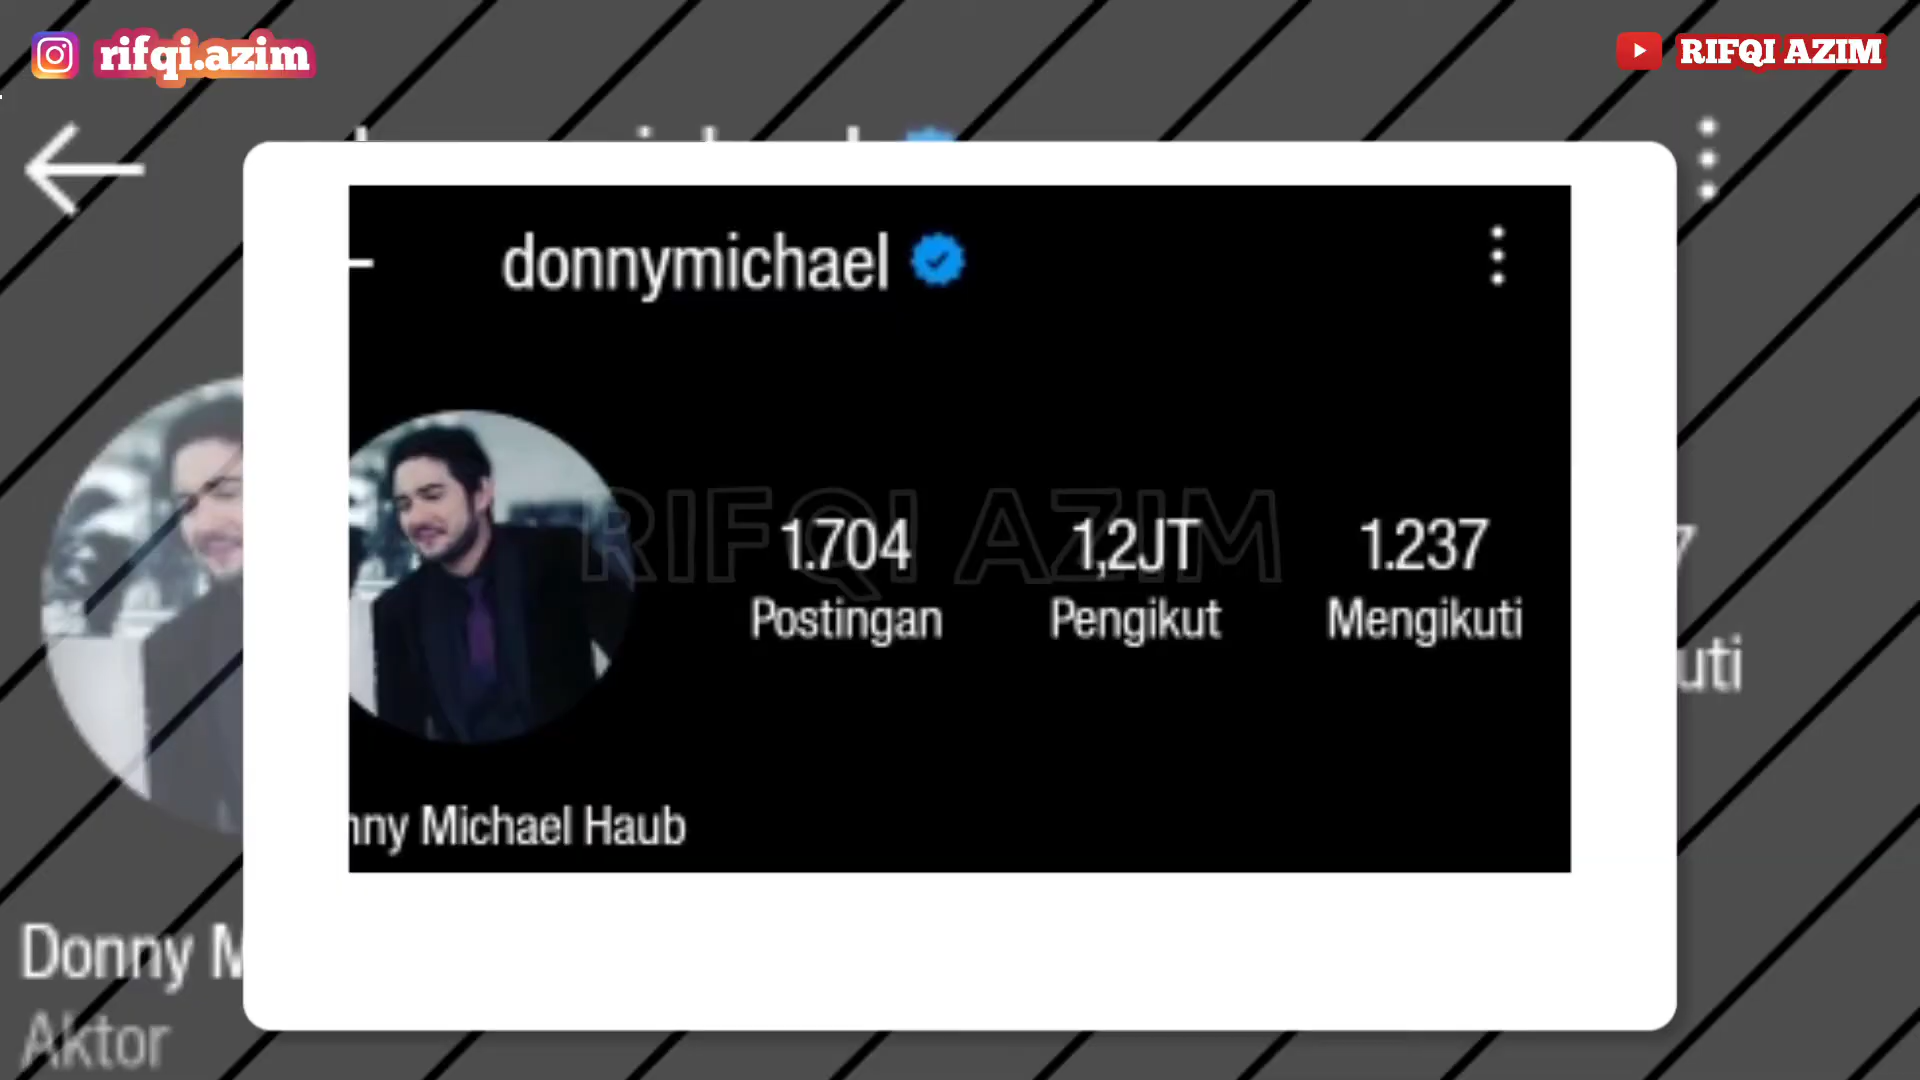 rifqi.azim
RIFQI AZIM
donnymichael
RIFQI AZIM
1.704 1,2JT 1.237
Postingan Pengikut Mengikuti
nny Michael Haub
7
uti
Donny M
Aktor